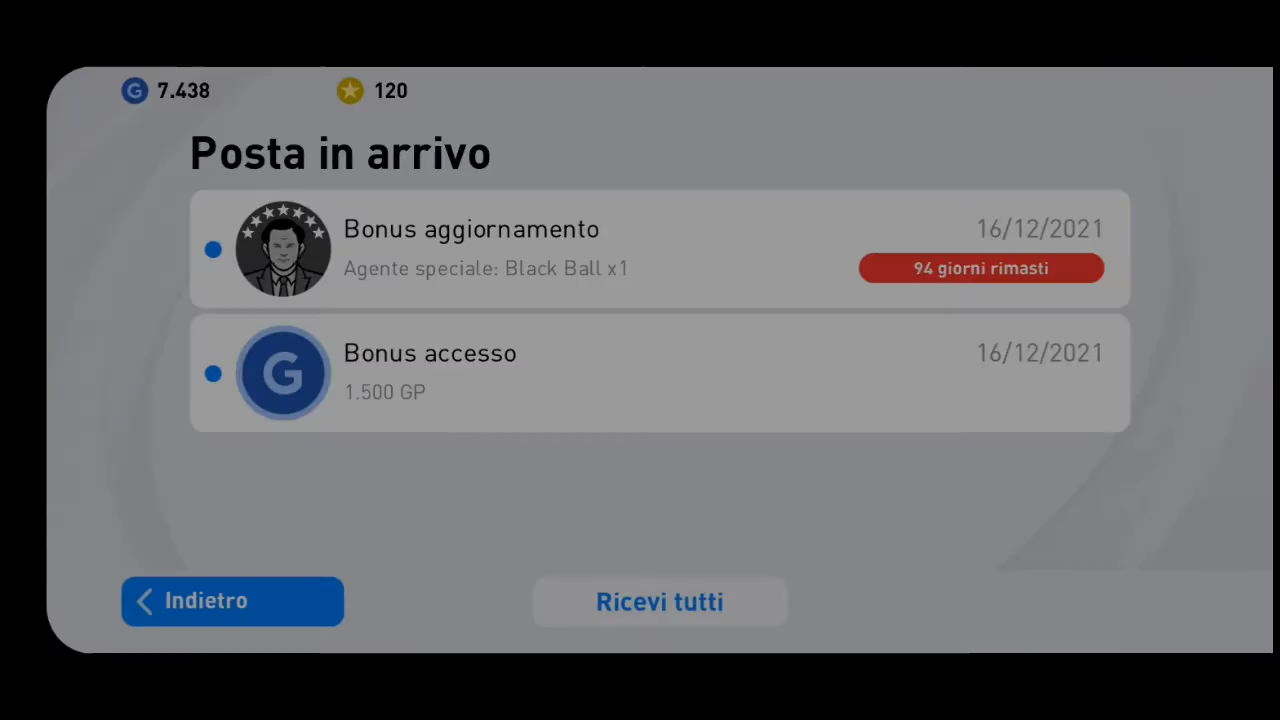 G 7.438 120
Posta in arrivo
Bonus aggiornamento 16/12/2021
Agente speciale: Black Ball x1 94 giorni rimasti
G
Bonus accesso 16/12/2021
1.500 GP
Indietro Ricevi tutti